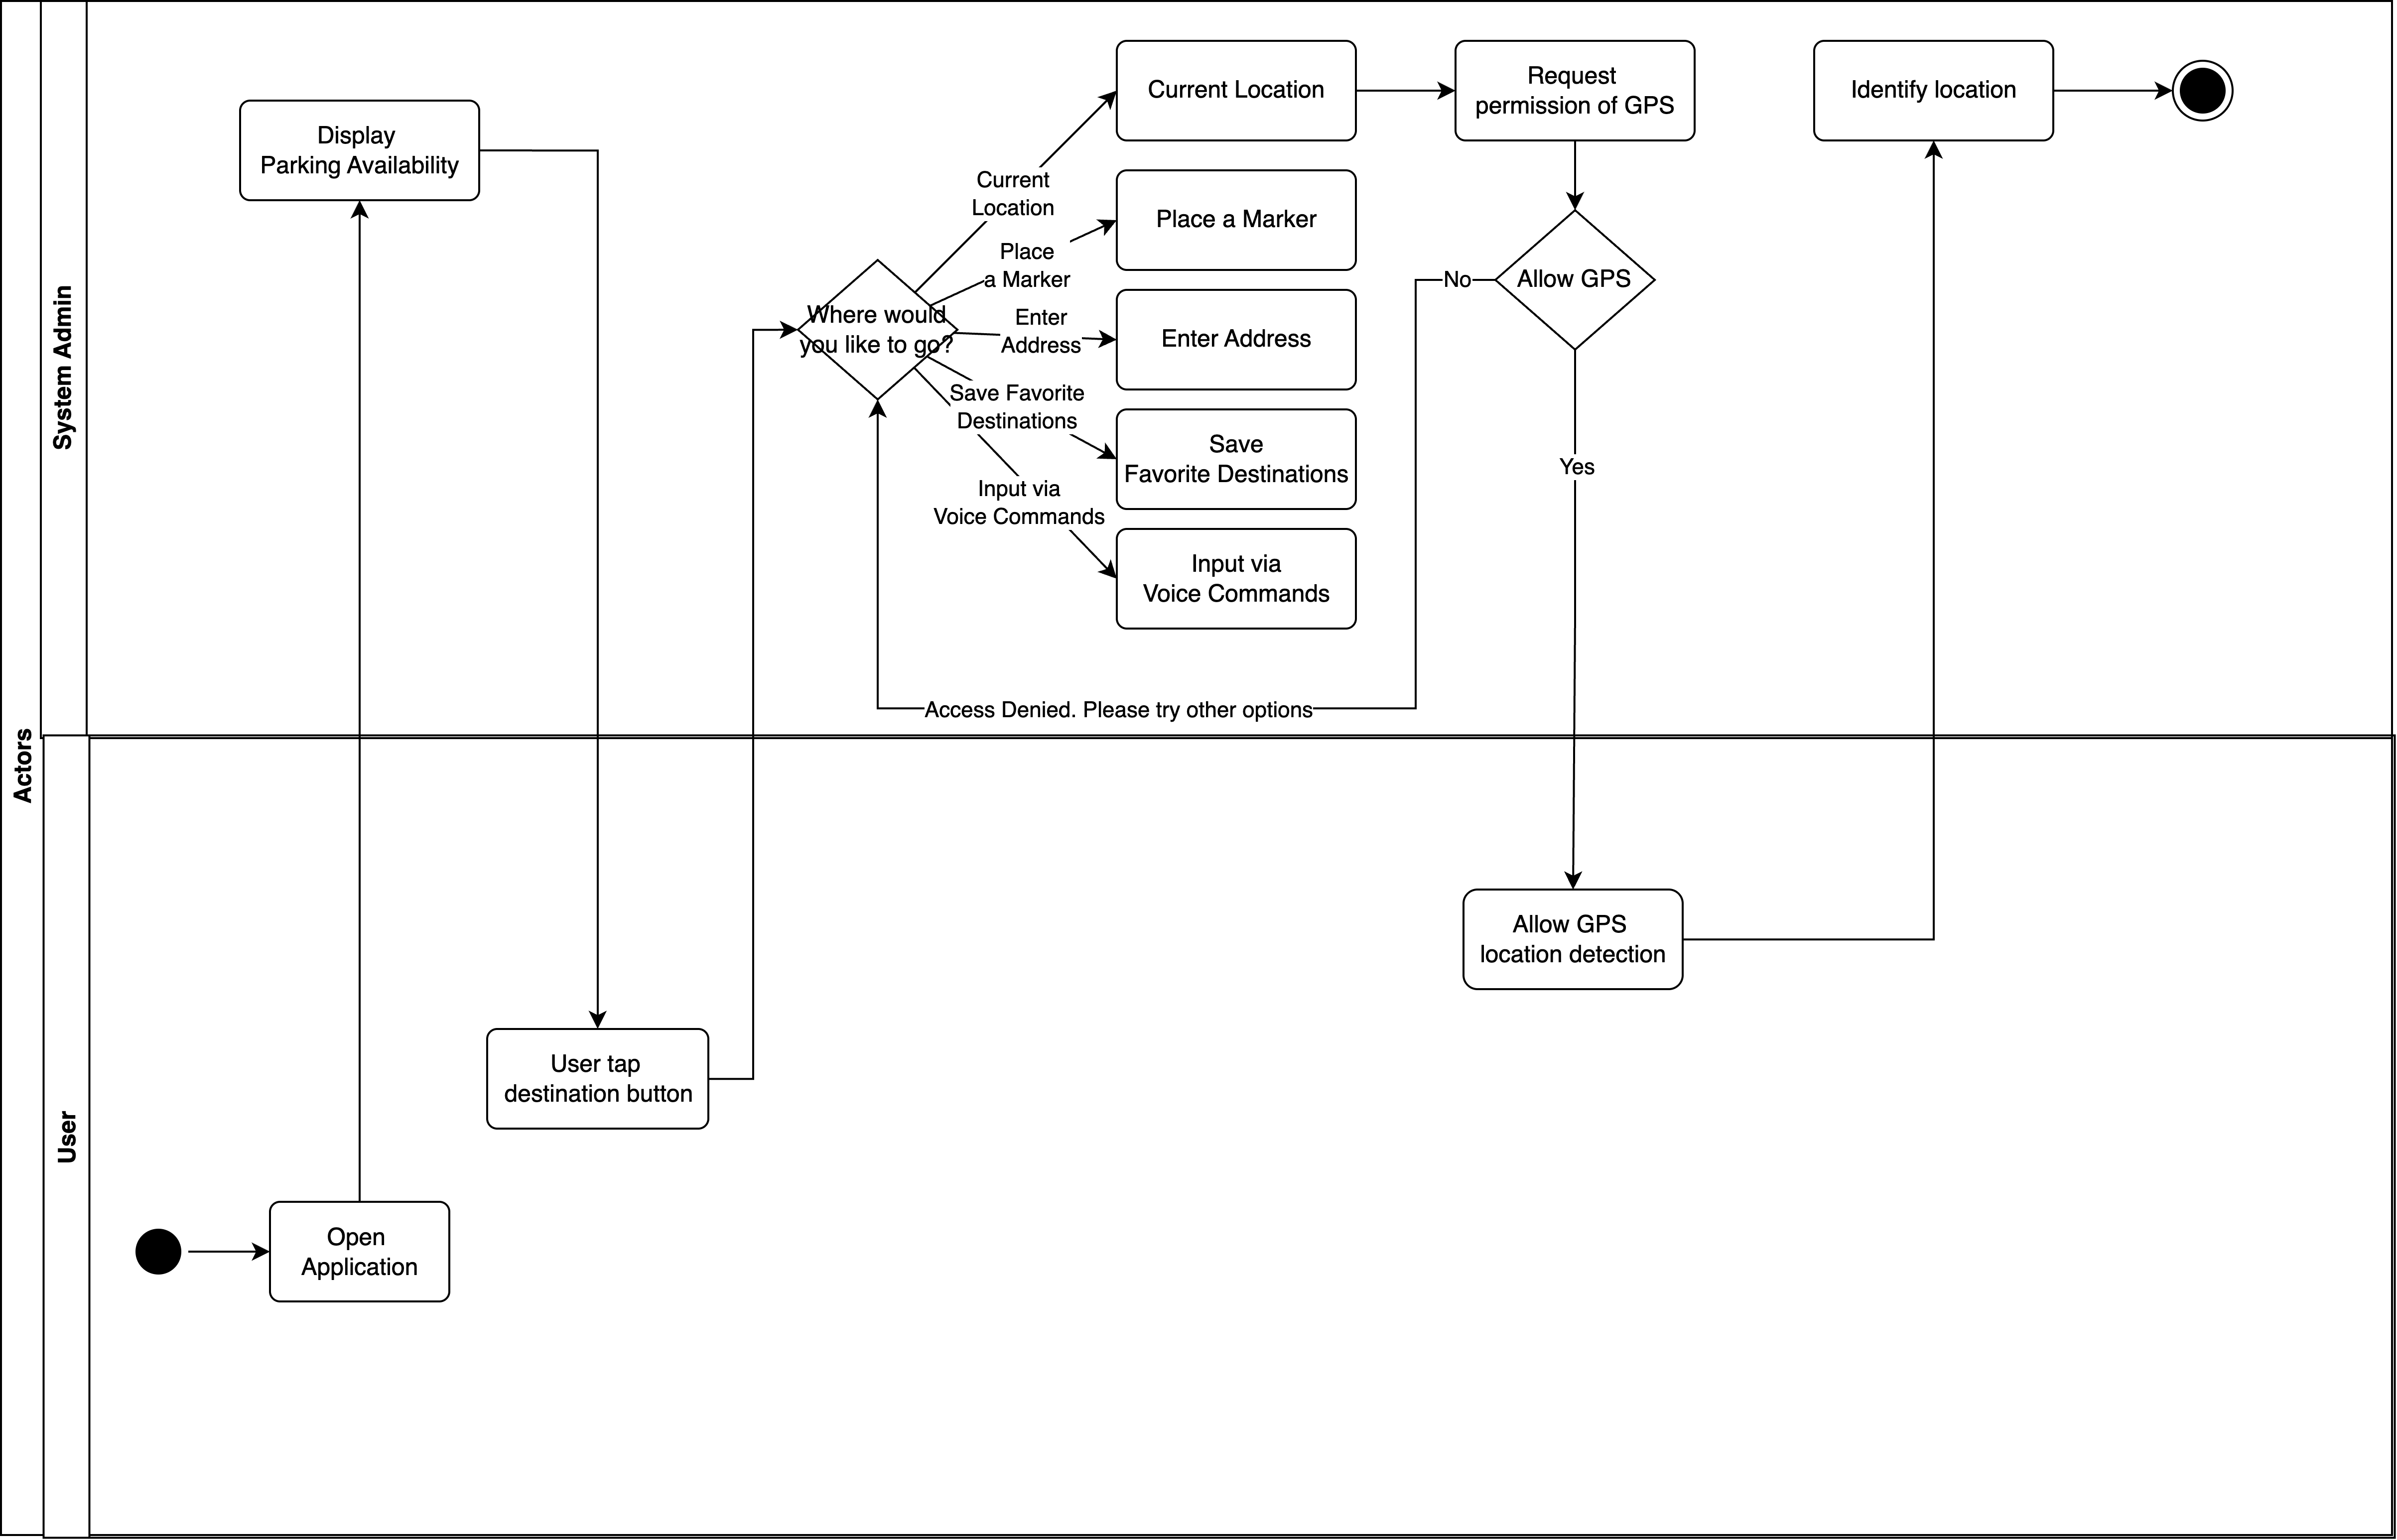 Actors
System Admin
User
Display
Parking Availability
Where would
you like to go?
Current
Location
Place
a Marker
Enter
Address
Save Favorite
Destinations
Input via
Voice Commands
Current Location
Place a Marker
Enter Address
Save
Favorite Destinations
Input via
Voice Commands
Request
permission of GPS
Allow GPS
No
Yes
Access Denied. Please try other options
Identify location
Allow GPS
location detection
User tap
destination button
Open
Application